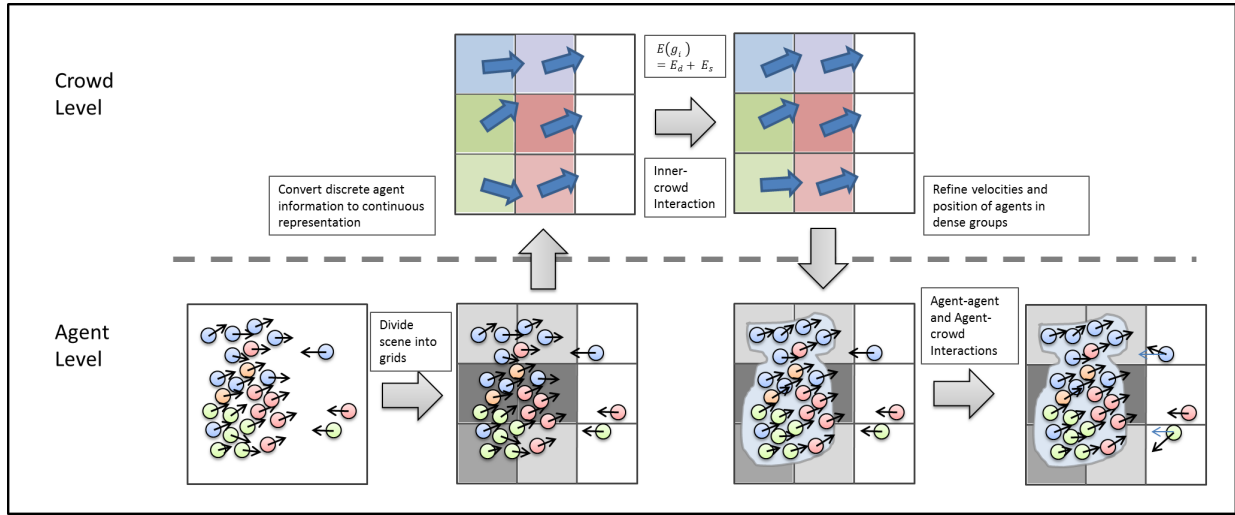 Crowd
Level
E(g_i)
= E_d + E_s
Inner-
crowd
Interaction
Convert discrete agent
information to continuous
representation
Refine velocities and
position of agents in
dense groups
Agent
Level
Divide
scene into
grids
Agent-agent
and Agent-
crowd
Interactions